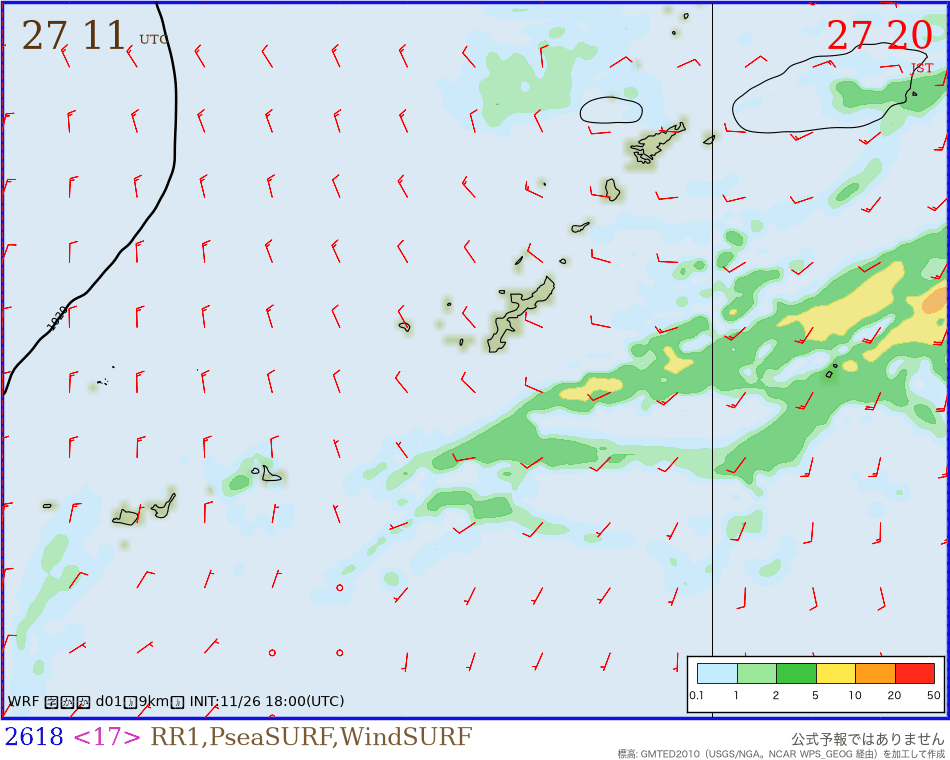 27 11 UTC
27 20
JST
1020
WRF d01 9km INIT:11/26 18:00(UTC)
0.1 1 2 5 10 20 50
2618 <17> RR1,PseaSURF,WindSURF
公式予報ではありません
標高: GMTED2010（USGS/NGA。NCAR WPS_GEOG 経由）を加工して作成